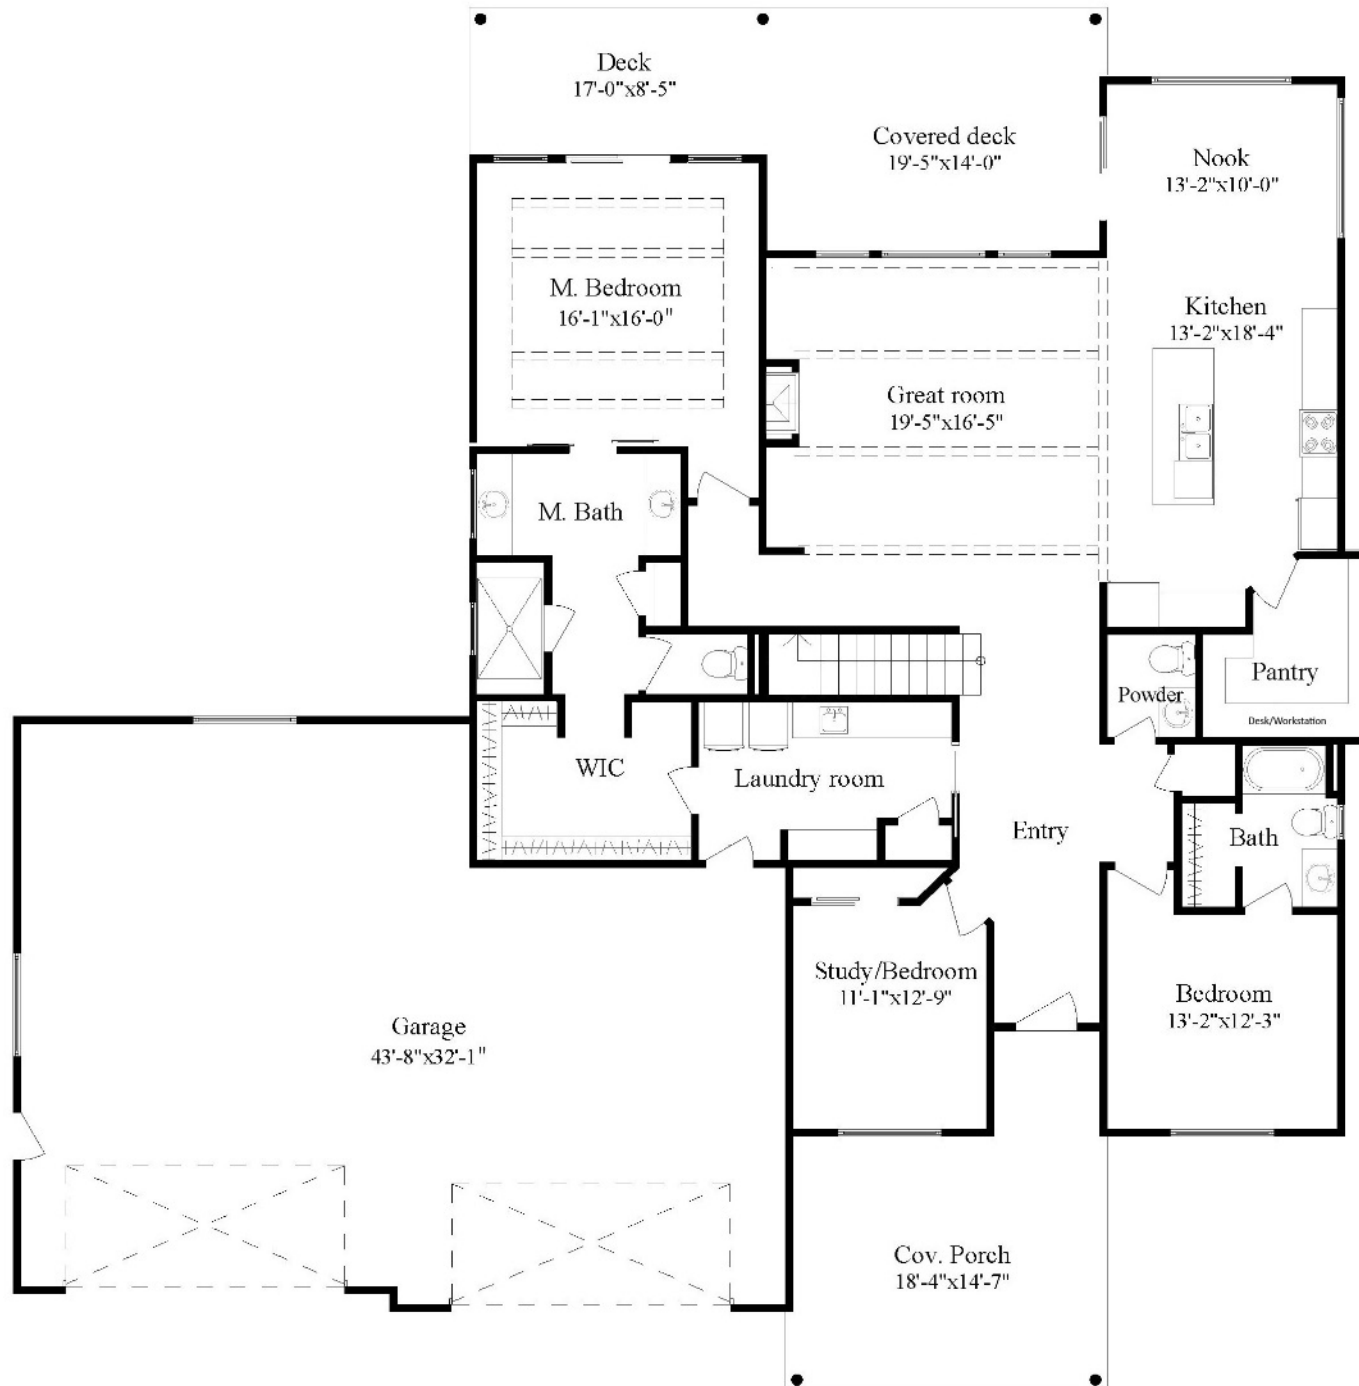 Deck
17'-0"x8'-5"
Covered deck
19'-5"x14'-0"
Nook
13'-2"x10'-0"
M. Bedroom
16'-1"x16'-0"
Kitchen
13'-2"x18'-4"
Great room
19'-5"x16'-5"
M. Bath
Pantry
Powder
Desk/Workstation
WIC
Laundry room
Entry
Bath
Study/Bedroom
11'-1"x12'-9"
Bedroom
13'-2"x12'-3"
Garage
43'-8"x32'-1"
Cov. Porch
18'-4"x14'-7"